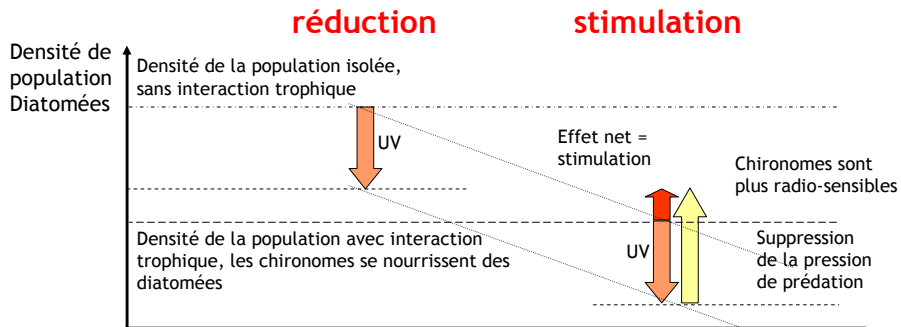 réduction
stimulation
Densité de
population
Diatomées
Densité de la population isolée,
sans interaction trophique
UV
Effet net =
stimulation
Chironomes sont
plus radio-sensibles
Densité de la population avec interaction
trophique, les chironomes se nourrissent des
diatomées
UV
Suppression
de la pression
de prédation